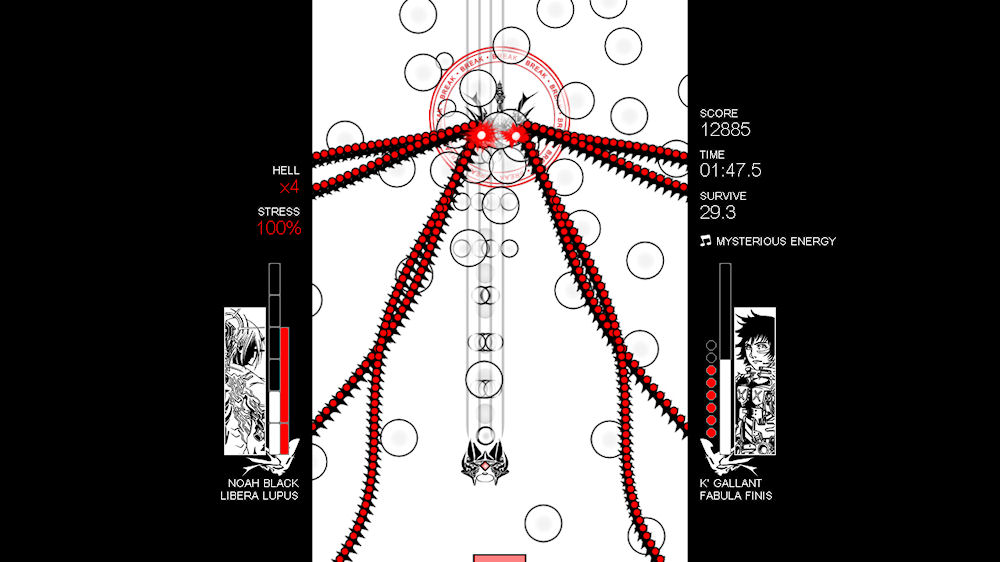 BREAK • BREAK • BREAK • BREAK • BREAK
HELL
x4
STRESS
100%
NOAH BLACK
LIBERA LUPUS
SCORE
12885
TIME
01:47.5
SURVIVE
29.3
MYSTERIOUS ENERGY
K' GALLANT
FABULA FINIS